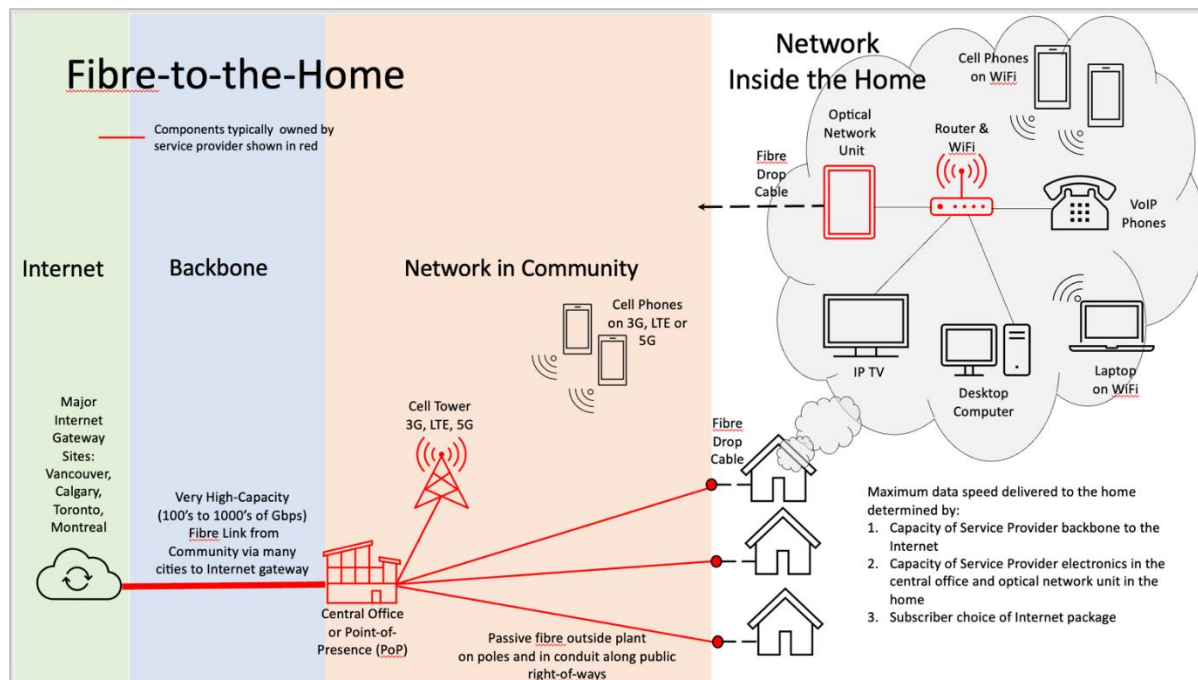 Fibre-to-the-Home
Components typically owned by
service provider shown in red
Internet
Backbone
Network in Community
Cell Phones
on 3G, LTE or
5G
Cell Tower
3G, LTE, 5G
Major
Internet
Gateway
Sites:
Vancouver,
Calgary,
Toronto,
Montreal
Very High-Capacity
(100's to 1000's of Gbps)
Fibre Link from
Community via many
cities to Internet gateway
Central Office
or Point-of-
Presence (PoP)
Passive fibre outside plant
on poles and in conduit along public
right-of-ways
Network
Inside the Home
Cell Phones
on WiFi
Optical
Network
Unit
Router &
WiFi
Fibre
Drop
Cable
VoIP
Phones
IP TV
Desktop
Computer
Laptop
on WiFi
Fibre
Drop
Cable
Maximum data speed delivered to the home
determined by:
1. Capacity of Service Provider backbone to the
Internet
2. Capacity of Service Provider electronics in the
central office and optical network unit in the
home
3. Subscriber choice of Internet package